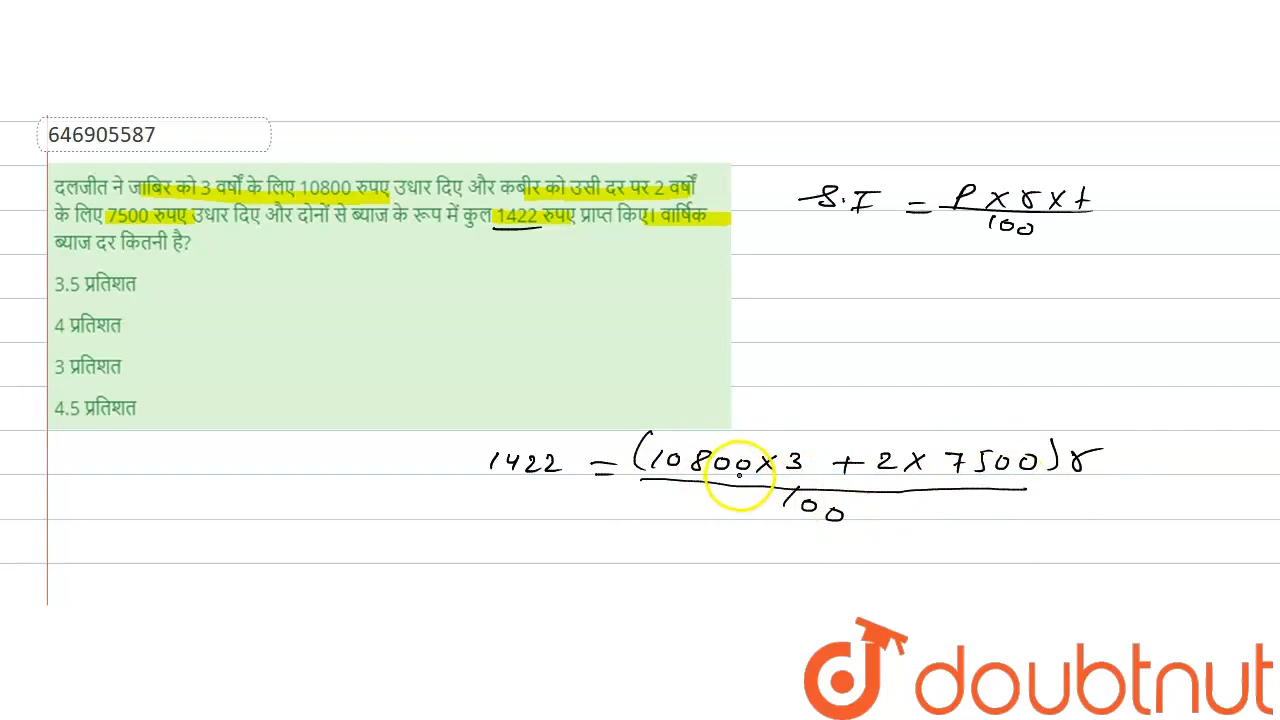 646905587
दलजीत ने जाबिर को 3 वर्षों के लिए 10800 रुपए उधार दिए और कबीर को उसी दर पर 2 वर्षों
के लिए 7500 रुपए उधार दिए और दोनों से ब्याज के रूप में कुल 1422 रुपए प्राप्त किए। वार्षिक
ब्याज दर कितनी है?
3.5 प्रतिशत
4 प्रतिशत
3 प्रतिशत
4.5 प्रतिशत
S.I = P × r × t
100
1422 = (10800 × 3 + 2 × 7500) r
100
doubtnut